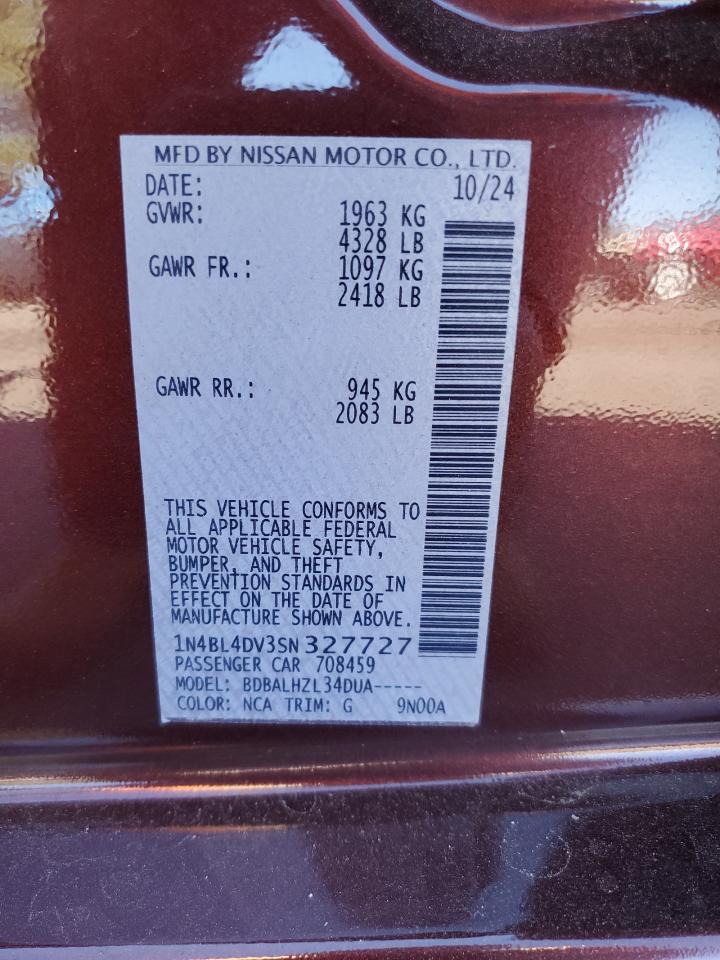 MFD BY NISSAN MOTOR CO., LTD.
DATE: 10/24
GVWR: 1963 KG
4328 LB
GAWR FR.: 1097 KG
2418 LB
GAWR RR.: 945 KG
2083 LB
THIS VEHICLE CONFORMS TO
ALL APPLICABLE FEDERAL
MOTOR VEHICLE SAFETY,
BUMPER, AND THEFT
PREVENTION STANDARDS IN
EFFECT ON THE DATE OF
MANUFACTURE SHOWN ABOVE.
1N4BL4DV3SN 327727
PASSENGER CAR 708459
MODEL: BDBALHZL34DUA-----
COLOR: NCA TRIM: G 9N00A